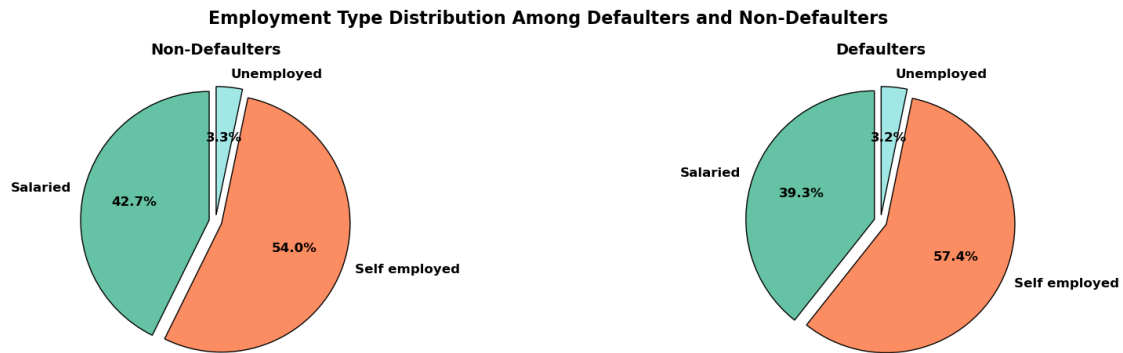 Employment Type Distribution Among Defaulters and Non-Defaulters
Non-Defaulters
Unemployed
3.3%
Salaried
42.7%
54.0%
Self employed
Defaulters
Unemployed
3.2%
Salaried
39.3%
57.4%
Self employed